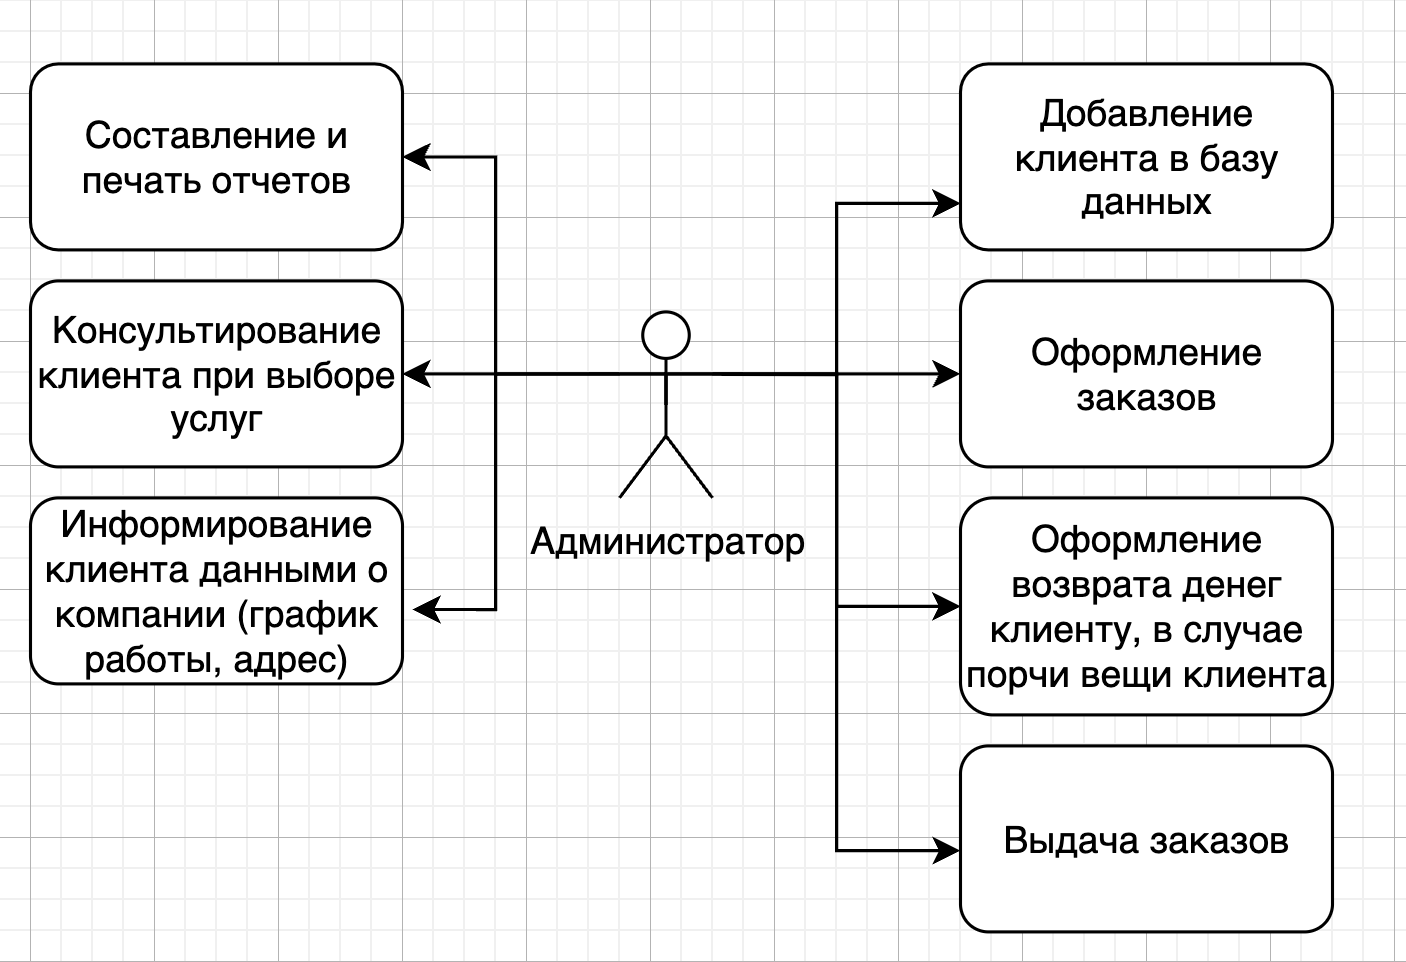 Составление и
печать отчетов
Консультирование
клиента при выборе
услуг
Информирование
клиента данными о
компании (график
работы, адрес)
Администратор
Добавление
клиента в базу
данных
Оформление
заказов
Оформление
возврата денег
клиенту, в случае
порчи вещи клиента
Выдача заказов